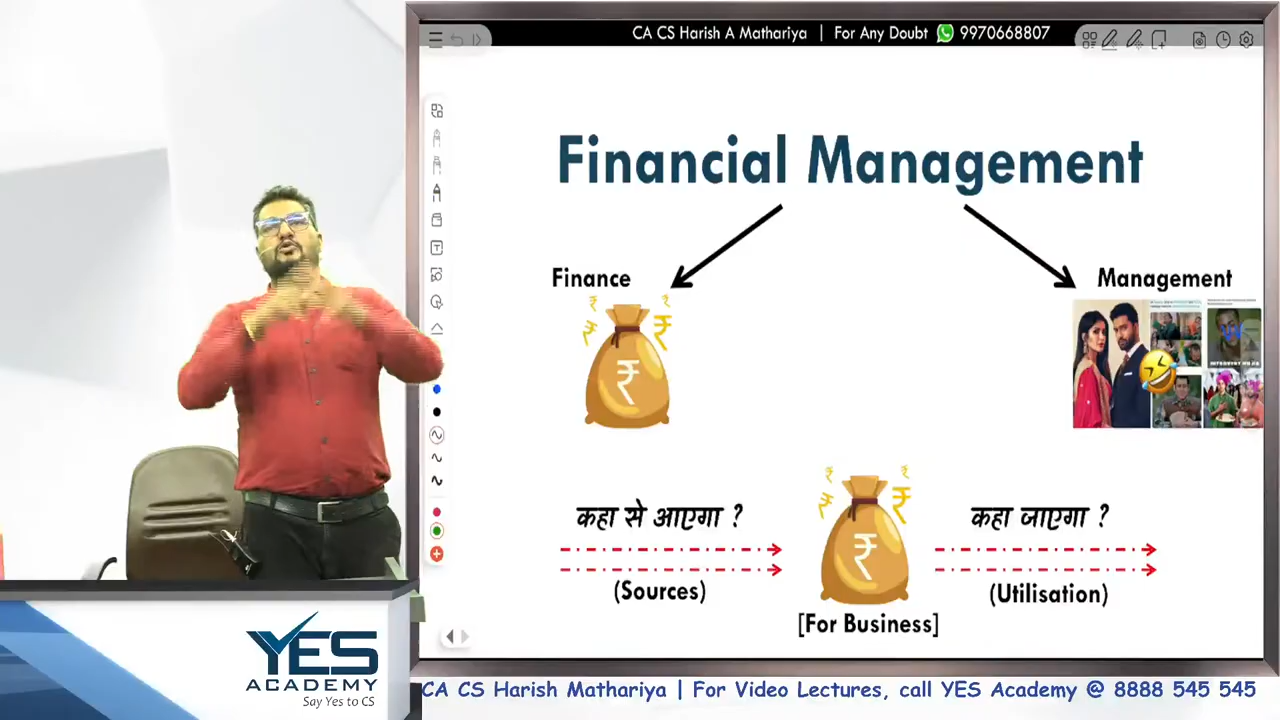 CA CS Harish A Mathariya | For Any Doubt 9970668807
Financial Management
Finance
Management
कहा से आएगा ?
(Sources)
[For Business]
कहा जाएगा ?
(Utilisation)
YES
ACADEMY
Say Yes to CS
CA CS Harish Mathariya | For Video Lectures, call YES Academy @ 8888 545 545